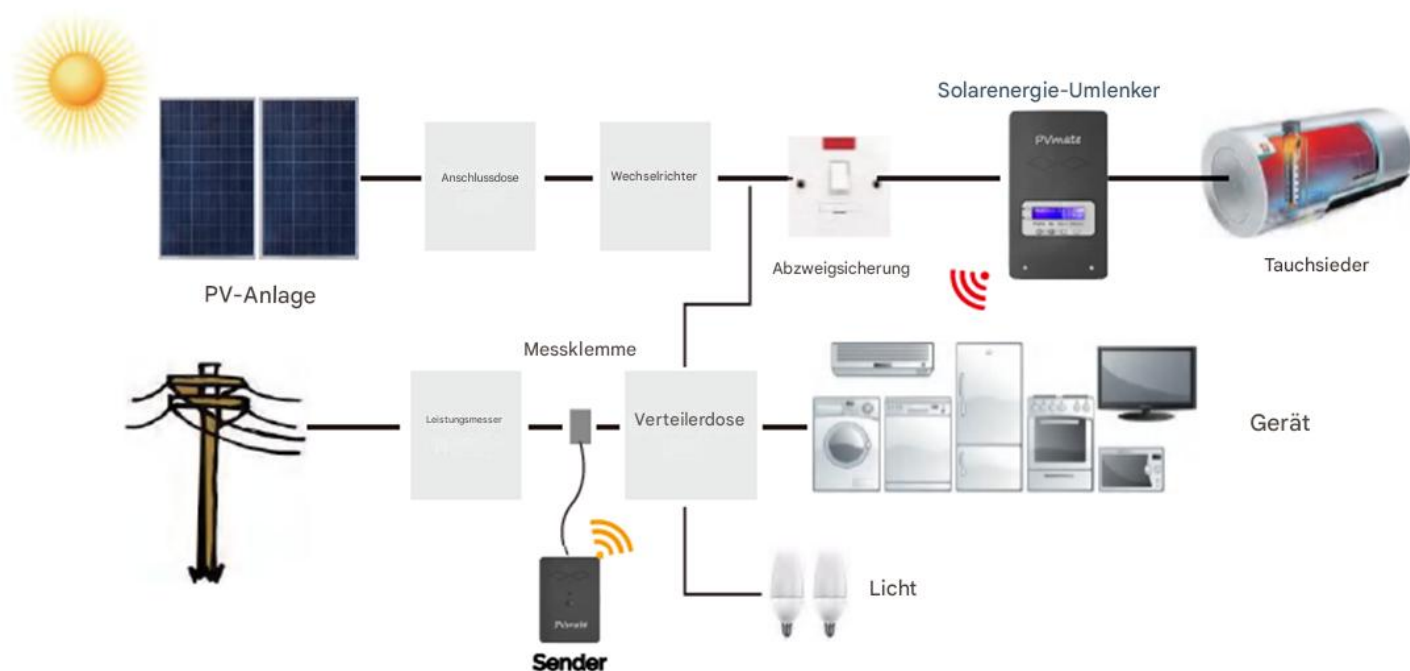 Solarenergie-Umlenker
PVmate
Anschlussdose
Wechselrichter
Abzweigsicherung
Tauchsieder
PV-Anlage
Messklemme
Leistungsmesser
Verteilerdose
Gerät
Licht
PVmate
Sender